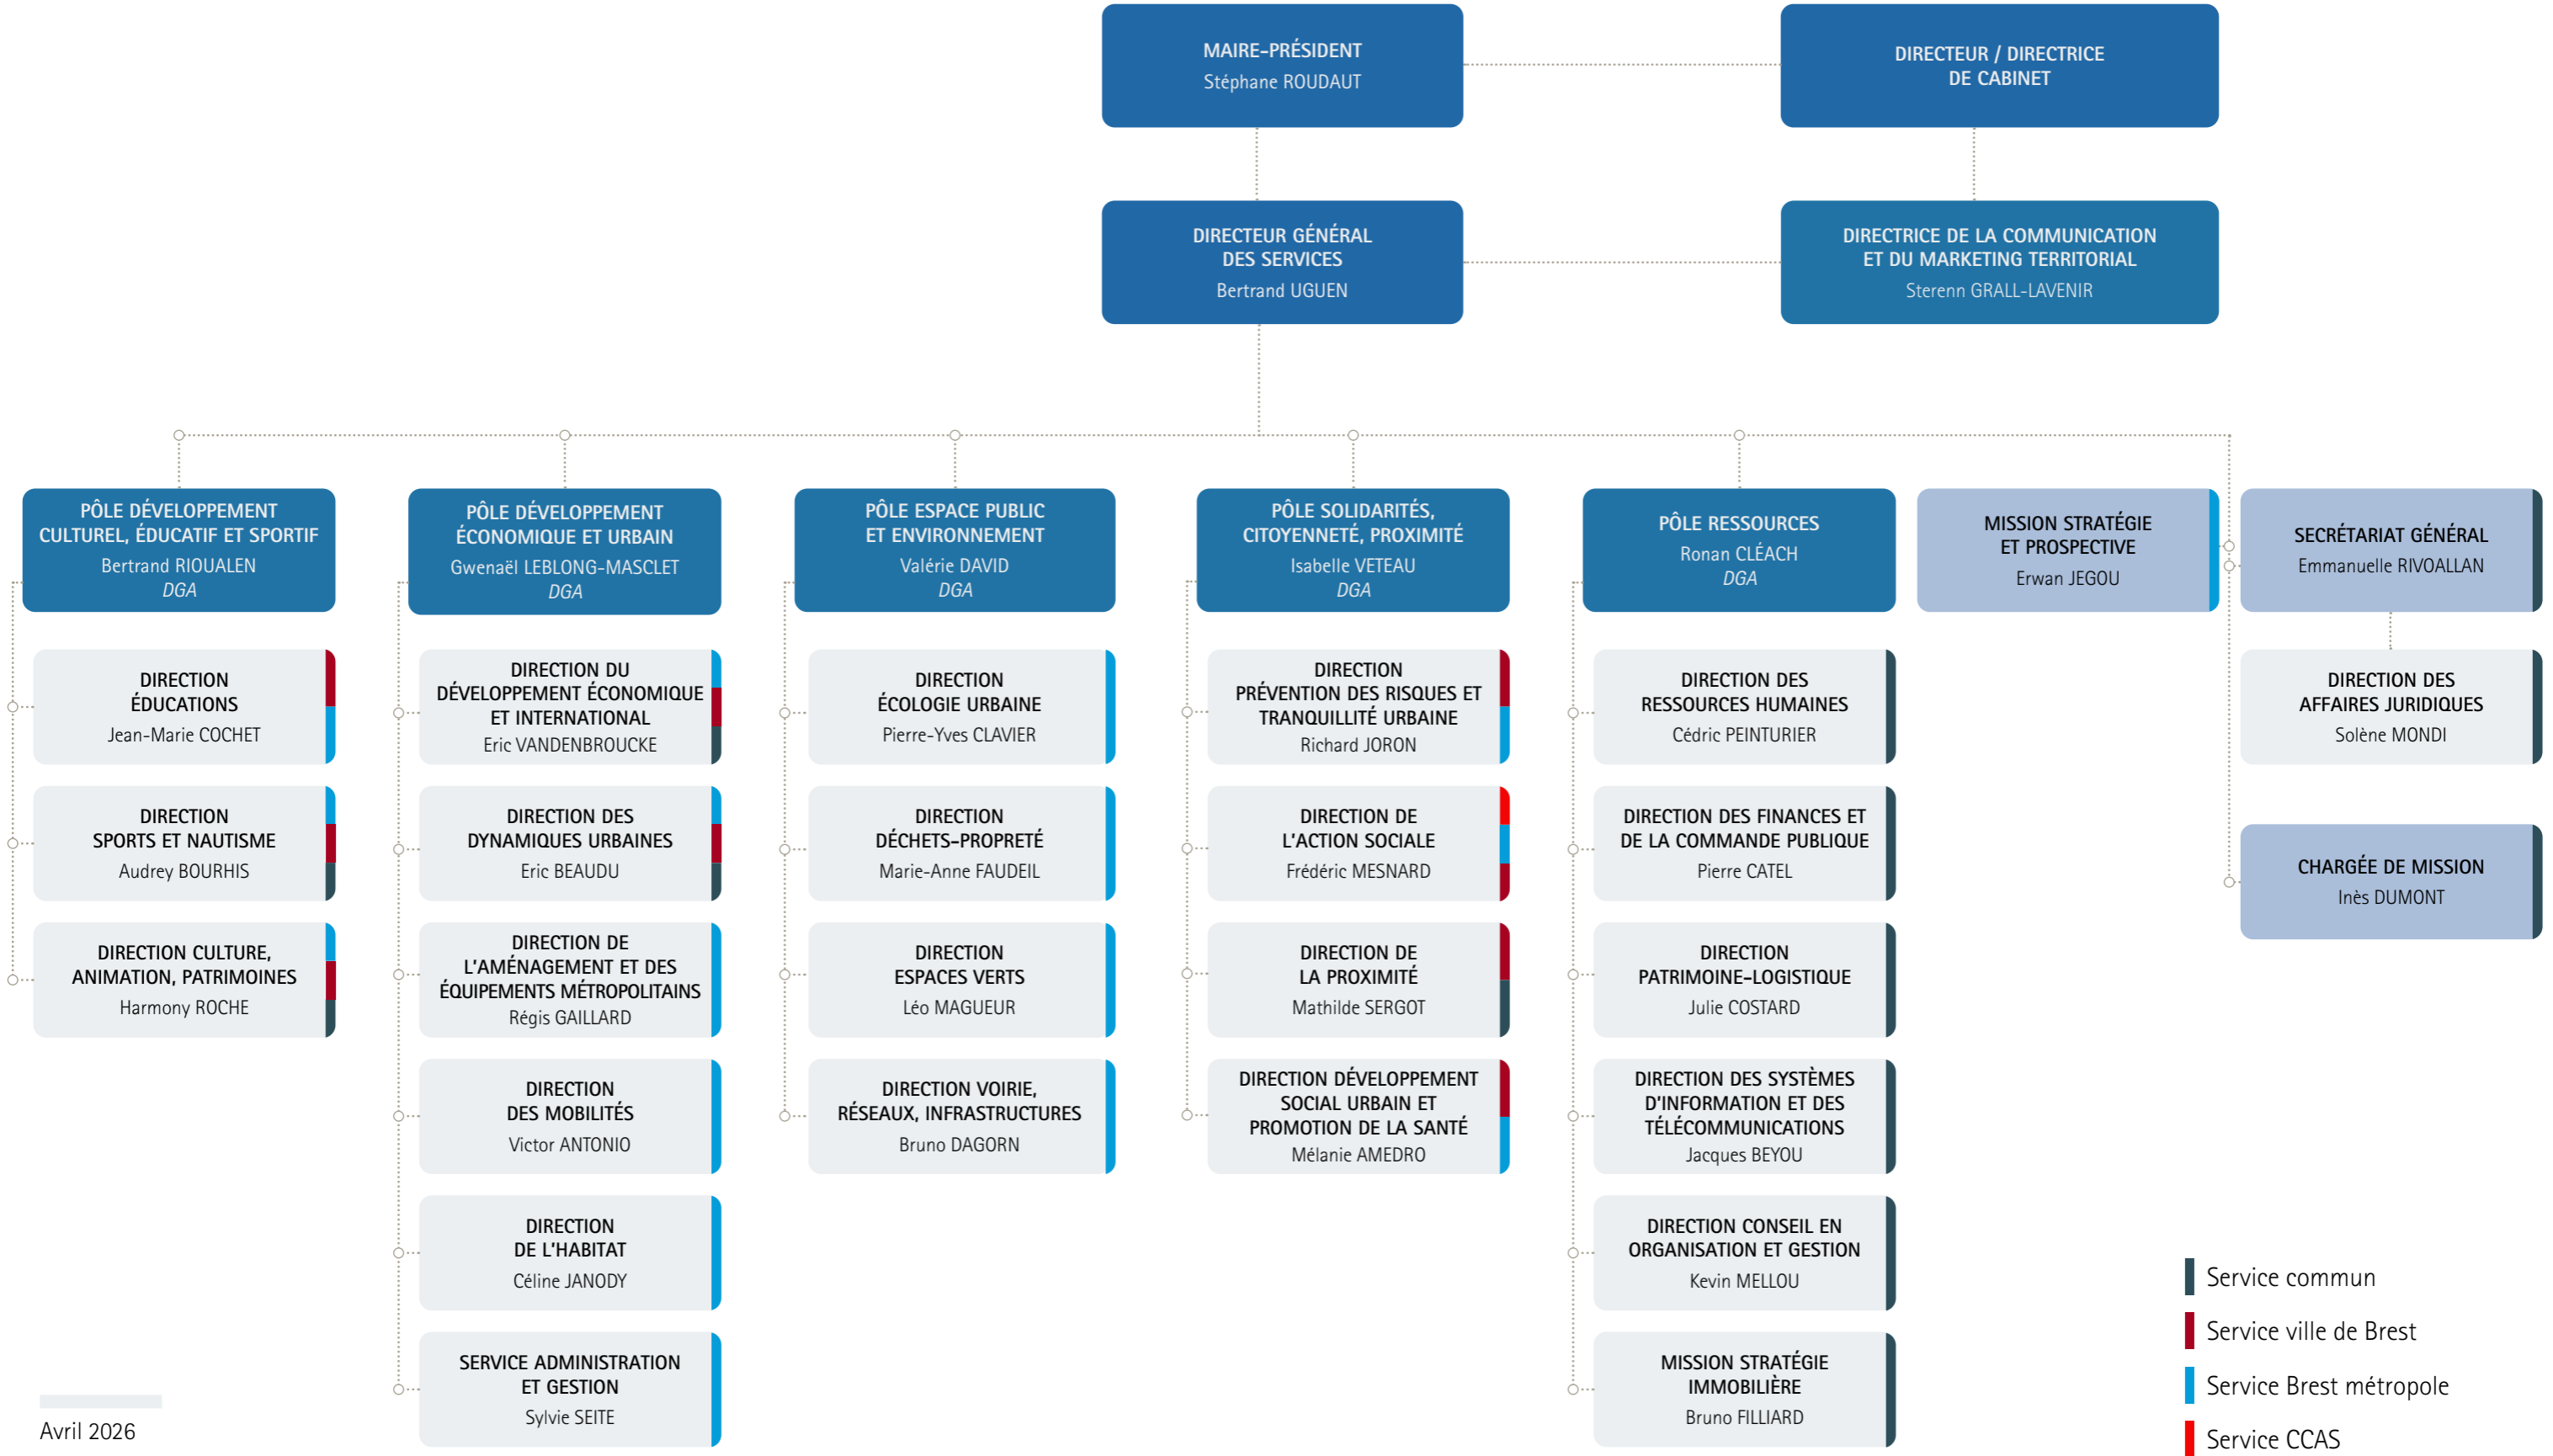 MAIRE-PRÉSIDENT
Stéphane ROUDAUT
DIRECTEUR / DIRECTRICE
DE CABINET
DIRECTEUR GÉNÉRAL
DES SERVICES
Bertrand UGUEN
DIRECTRICE DE LA COMMUNICATION
ET DU MARKETING TERRITORIAL
Sterenn GRALL-LAVENIR
PÔLE DÉVELOPPEMENT
CULTUREL, ÉDUCATIF ET SPORTIF
Bertrand RIOUALEN
DGA
DIRECTION
ÉDUCATIONS
Jean-Marie COCHET
DIRECTION
SPORTS ET NAUTISME
Audrey BOURHIS
DIRECTION CULTURE,
ANIMATION, PATRIMOINES
Harmony ROCHE
PÔLE DÉVELOPPEMENT
ÉCONOMIQUE ET URBAIN
Gwenaël LEBLONG-MASCLET
DGA
DIRECTION DU
DÉVELOPPEMENT ÉCONOMIQUE
ET INTERNATIONAL
Eric VANDENBROUCKE
DIRECTION DES
DYNAMIQUES URBAINES
Eric BEAUDU
DIRECTION DE
L'AMÉNAGEMENT ET DES
ÉQUIPEMENTS MÉTROPOLITAINS
Régis GAILLARD
DIRECTION
DES MOBILITÉS
Victor ANTONIO
DIRECTION
DE L'HABITAT
Céline JANODY
SERVICE ADMINISTRATION
ET GESTION
Sylvie SEITE
PÔLE ESPACE PUBLIC
ET ENVIRONNEMENT
Valérie DAVID
DGA
DIRECTION
ÉCOLOGIE URBAINE
Pierre-Yves CLAVIER
DIRECTION
DÉCHETS-PROPRETÉ
Marie-Anne FAUDEIL
DIRECTION
ESPACES VERTS
Léo MAGUEUR
DIRECTION VOIRIE,
RÉSEAUX, INFRASTRUCTURES
Bruno DAGORN
PÔLE SOLIDARITÉS,
CITOYENNETÉ, PROXIMITÉ
Isabelle VETEAU
DGA
DIRECTION
PRÉVENTION DES RISQUES ET
TRANQUILLITÉ URBAINE
Richard JORON
DIRECTION DE
L'ACTION SOCIALE
Frédéric MESNARD
DIRECTION DE
LA PROXIMITÉ
Mathilde SERGOT
DIRECTION DÉVELOPPEMENT
SOCIAL URBAIN ET
PROMOTION DE LA SANTÉ
Mélanie AMEDRO
PÔLE RESSOURCES
Ronan CLÉACH
DGA
DIRECTION DES
RESSOURCES HUMAINES
Cédric PEINTURIER
DIRECTION DES FINANCES ET
DE LA COMMANDE PUBLIQUE
Pierre CATEL
DIRECTION
PATRIMOINE-LOGISTIQUE
Julie COSTARD
DIRECTION DES SYSTÈMES
D'INFORMATION ET DES
TÉLÉCOMMUNICATIONS
Jacques BEYOU
DIRECTION CONSEIL EN
ORGANISATION ET GESTION
Kevin MELLOU
MISSION STRATÉGIE
IMMOBILIÈRE
Bruno FILLIARD
MISSION STRATÉGIE
ET PROSPECTIVE
Erwan JEGOU
SECRÉTARIAT GÉNÉRAL
Emmanuelle RIVOALLAN
DIRECTION DES
AFFAIRES JURIDIQUES
Solène MONDI
CHARGÉE DE MISSION
Inès DUMONT
Service commun
Service ville de Brest
Service Brest métropole
Service CCAS
Avril 2026